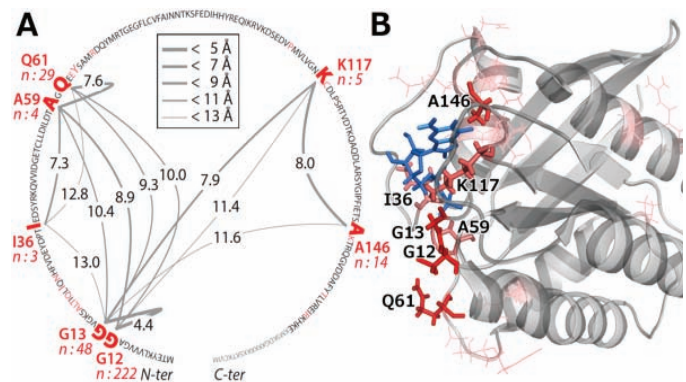 A
B
Q61
n: 29
A59
n: 4
I36
n: 3
G13
n: 48
G12
n: 222
K117
n: 5
A146
n: 14
< 5 Å
< 7 Å
< 9 Å
< 11 Å
< 13 Å
7.6
7.3
12.8
10.4
8.9
9.3
10.0
7.9
11.4
8.0
11.6
13.0
4.4
N-ter
C-ter
A146
K117
I36
G13
A59
G12
Q61